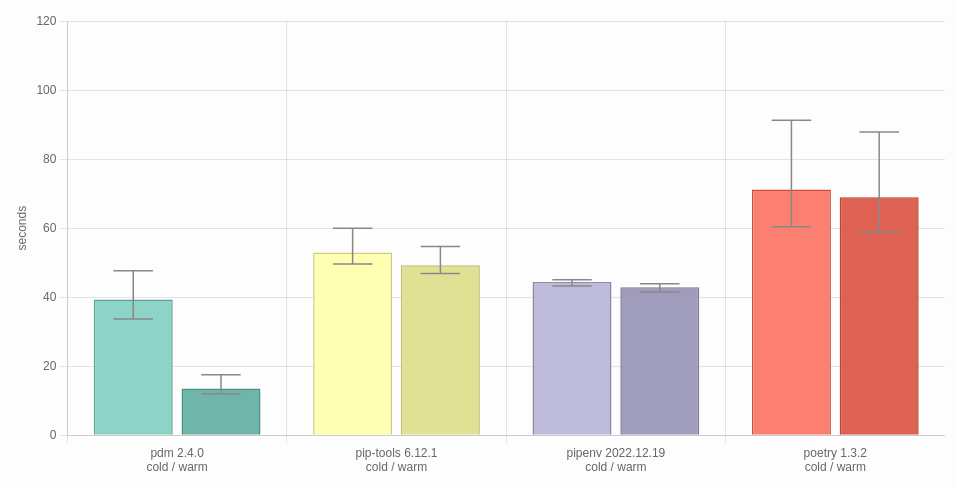 120
100
80
60
40
20
0
seconds
pdm 2.4.0
cold / warm
pip-tools 6.12.1
cold / warm
pipenv 2022.12.19
cold / warm
poetry 1.3.2
cold / warm